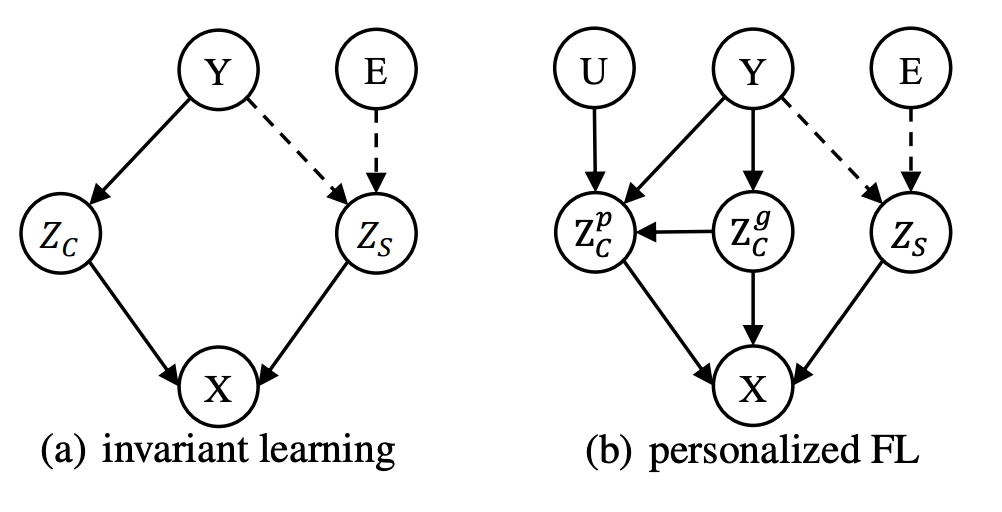 Y E U Y E
Z_C Z_S Z_C^p Z_C^g Z_S
X X
(a) invariant learning (b) personalized FL